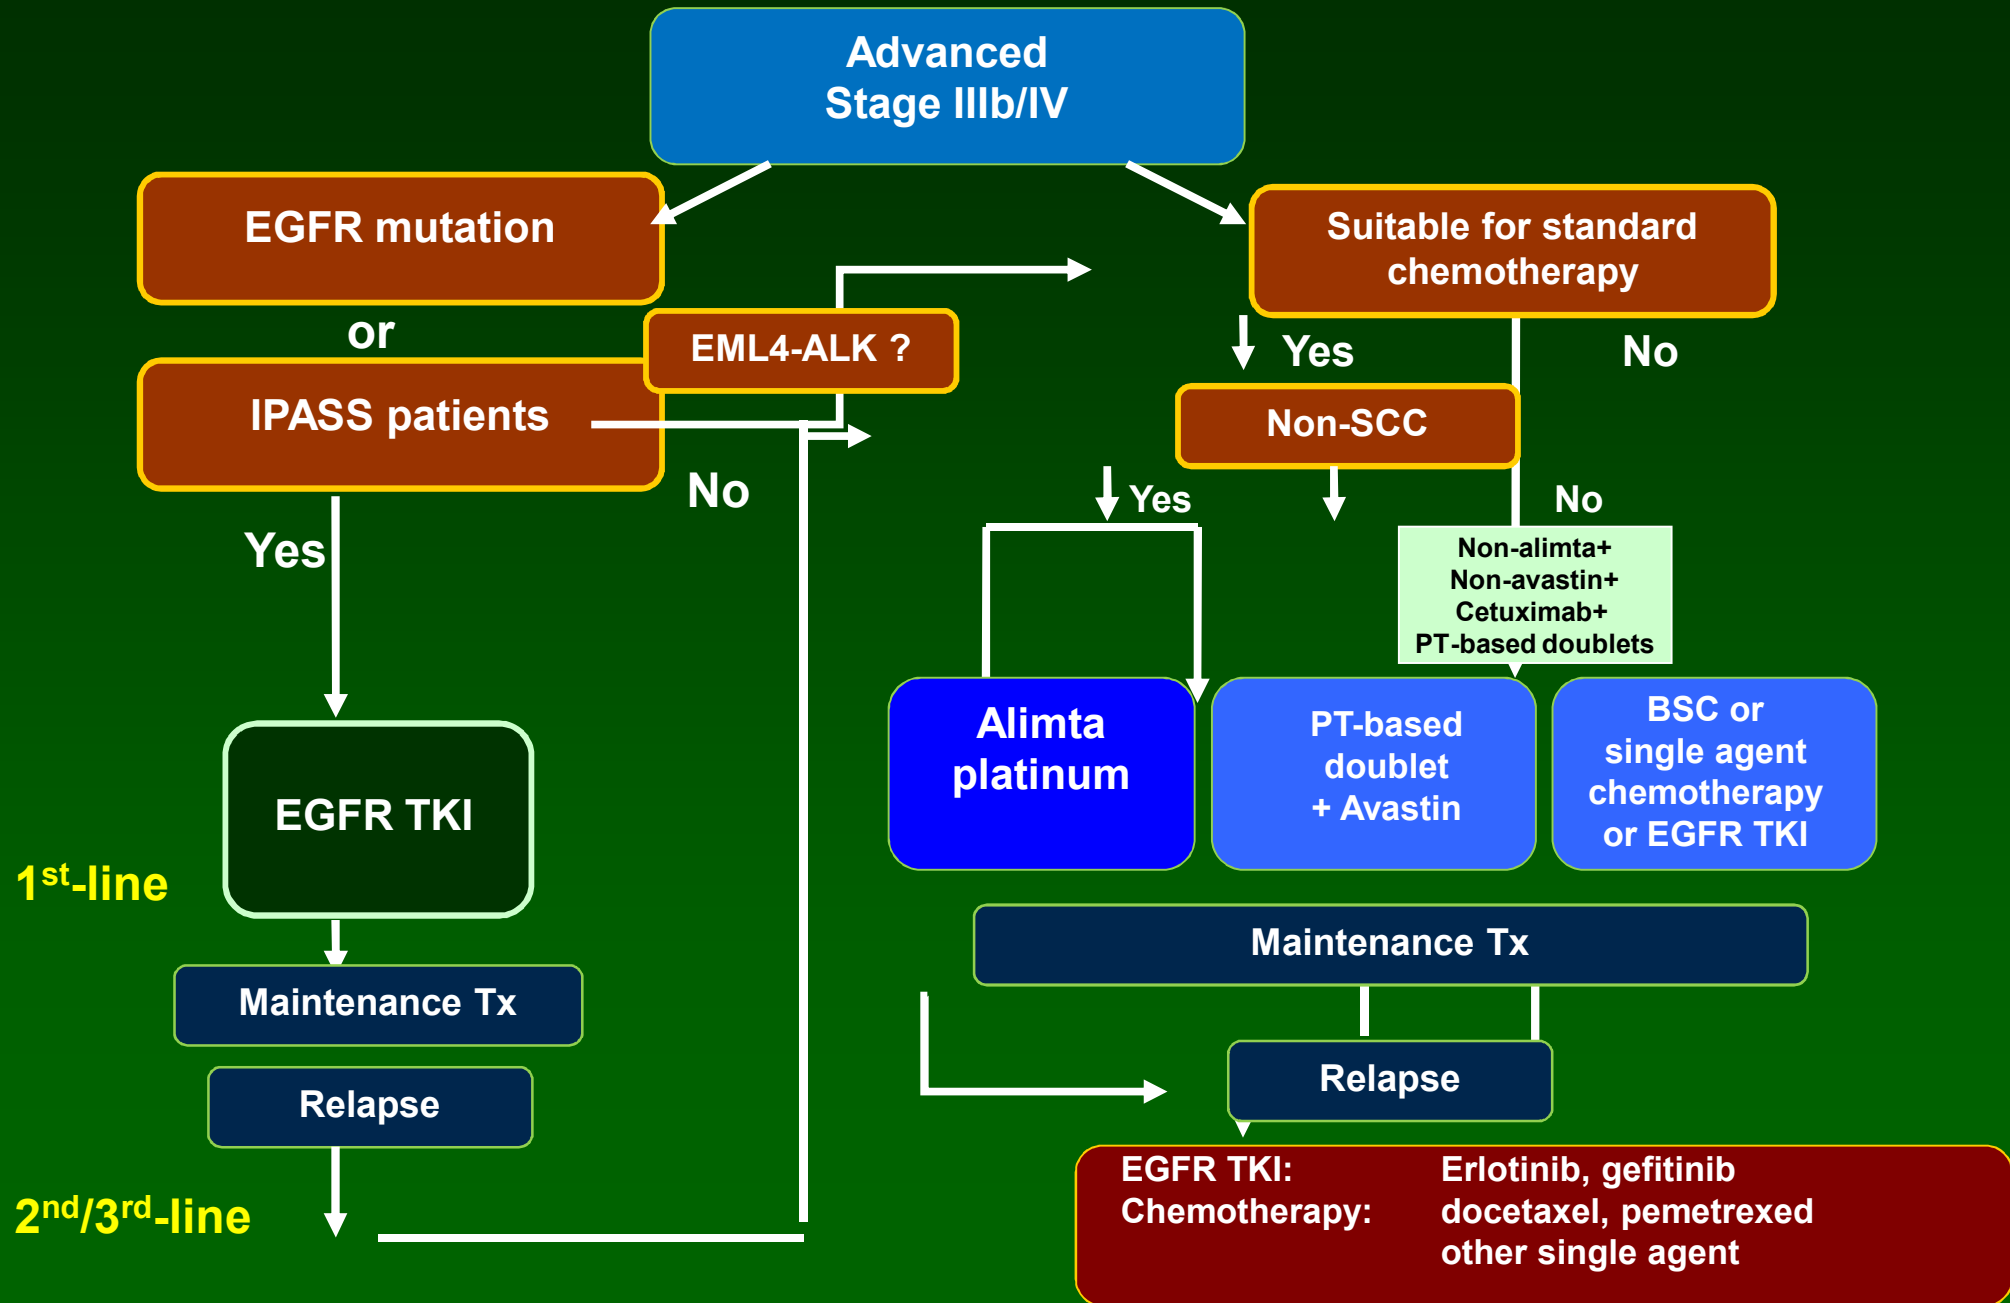 Advanced
Stage IIIb/IV
EGFR mutation
or
IPASS patients
EML4-ALK ?
Suitable for standard
chemotherapy
Yes
No
Non-SCC
No
Yes
Yes
No
Non-alimta+
Non-avastin+
Cetuximab+
PT-based doublets
EGFR TKI
Alimta
platinum
PT-based
doublet
+ Avastin
BSC or
single agent
chemotherapy
or EGFR TKI
1st-line
Maintenance Tx
Maintenance Tx
Relapse
Relapse
2nd/3rd-line
EGFR TKI: Erlotinib, gefitinib
Chemotherapy: docetaxel, pemetrexed
other single agent